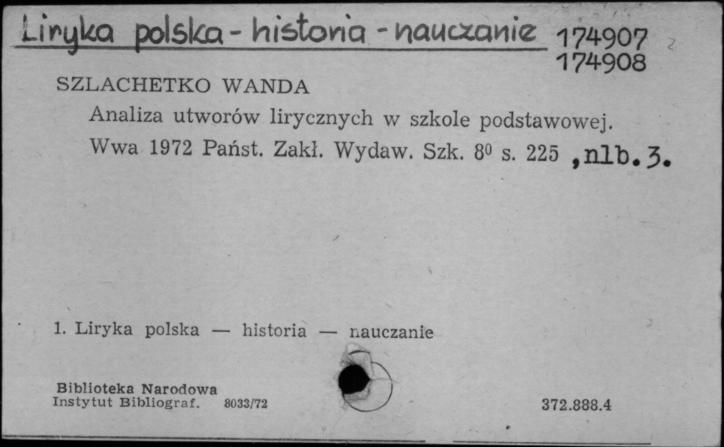 Liryka polska - historia - nauczanie 174907
174908
SZLACHETKO WANDA
Analiza utworów lirycznych w szkole podstawowej.
Wwa 1972 Państ. Zakł. Wydaw. Szk. 8⁰ s. 225 ,nlb.3.
1. Liryka polska — historia — nauczanie
Biblioteka Narodowa
Instytut Bibliograf. 8033/72 372.888.4